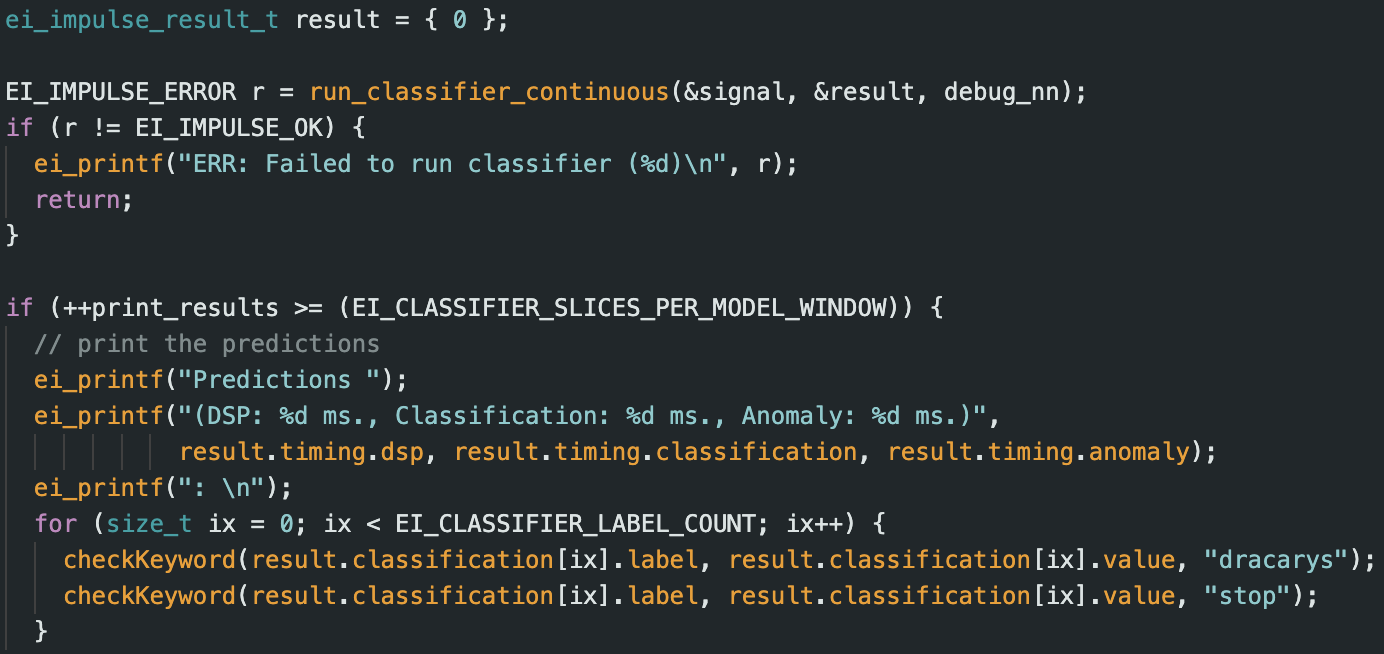 ei_impulse_result_t result = { 0 };

EI_IMPULSE_ERROR r = run_classifier_continuous(&signal, &result, debug_nn);
if (r != EI_IMPULSE_OK) {
  ei_printf("ERR: Failed to run classifier (%d)\n", r);
  return;
}

if (++print_results >= (EI_CLASSIFIER_SLICES_PER_MODEL_WINDOW)) {
  // print the predictions
  ei_printf("Predictions ");
  ei_printf("(DSP: %d ms., Classification: %d ms., Anomaly: %d ms.)",
            result.timing.dsp, result.timing.classification, result.timing.anomaly);
  ei_printf(": \n");
  for (size_t ix = 0; ix < EI_CLASSIFIER_LABEL_COUNT; ix++) {
    checkKeyword(result.classification[ix].label, result.classification[ix].value, "dracarys");
    checkKeyword(result.classification[ix].label, result.classification[ix].value, "stop");
  }